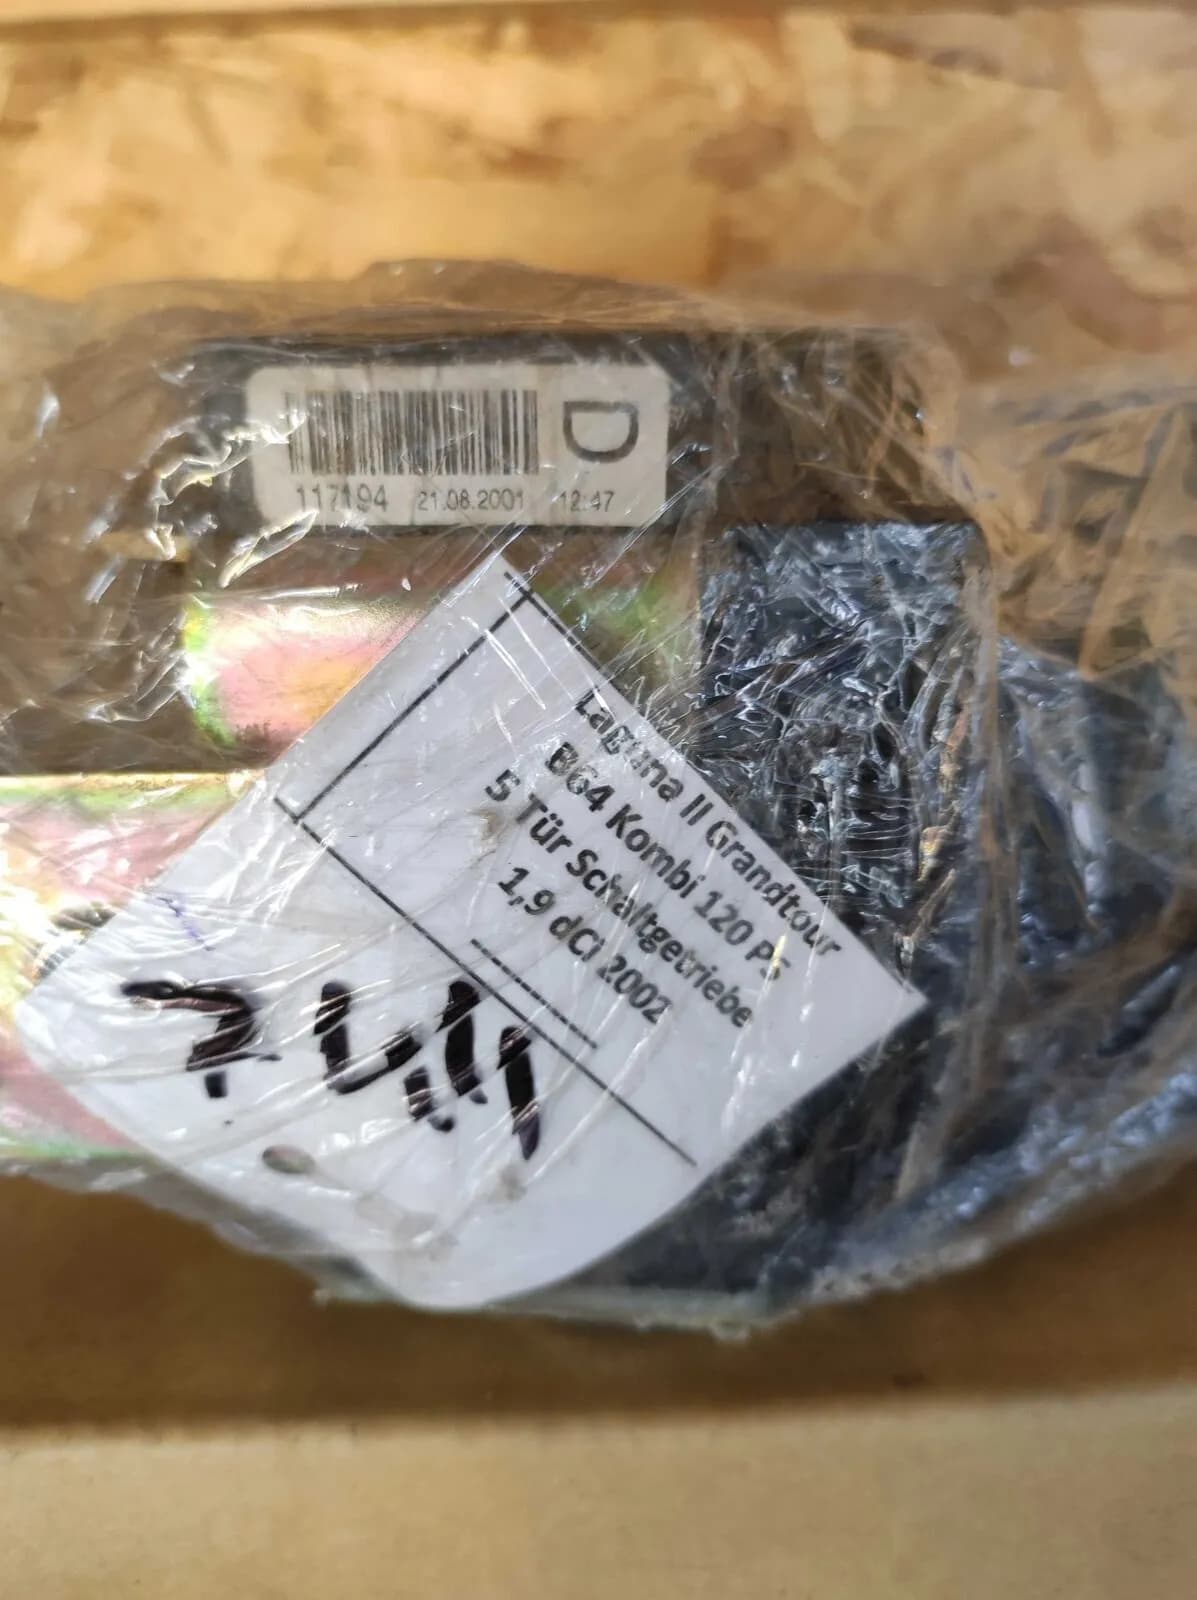 D
117194 21.08.2001 12:47
Laguna II Grandtour
B64 Kombi 120 PS
5 Tür Schaltgetriebe
1,9 dCi 2002